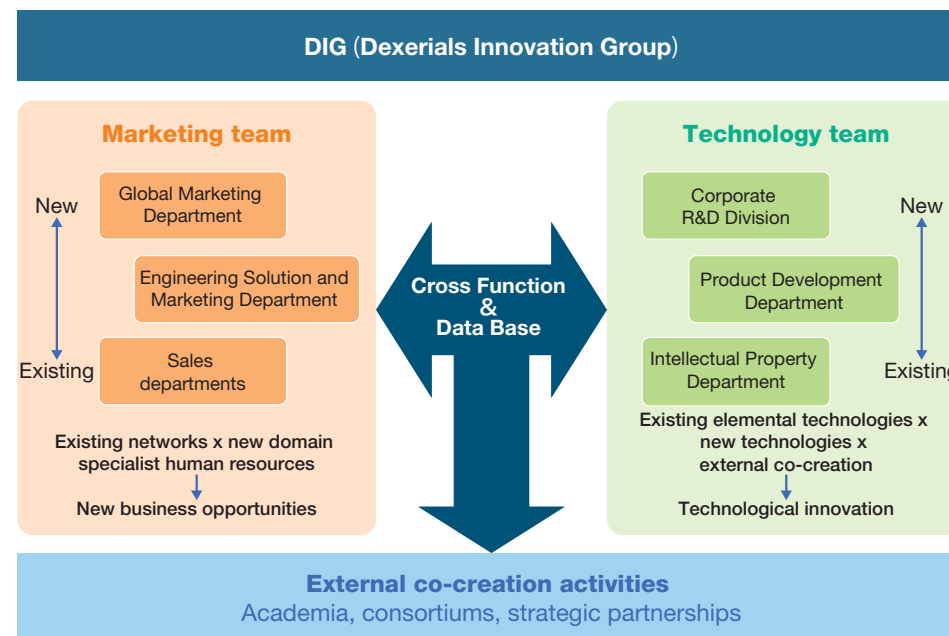 DIG (Dexerials Innovation Group)
Marketing team
New
Global Marketing
Department
Engineering Solution and
Marketing Department
Existing
Sales
departments
Existing networks x new domain
specialist human resources
New business opportunities
Cross Function
&
Data Base
Technology team
Corporate
R&D Division
New
Product Development
Department
Intellectual Property
Department
Existing
Existing elemental technologies x
new technologies x
external co-creation
Technological innovation
External co-creation activities
Academia, consortiums, strategic partnerships